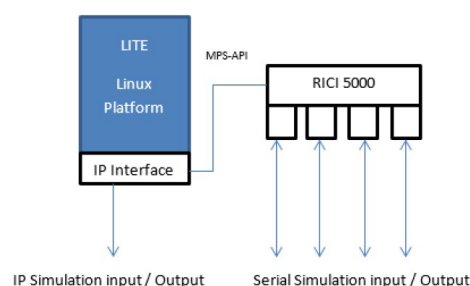 LITE
Linux
Platform
IP Interface
MPS-API
RICI 5000
IP Simulation input / Output
Serial Simulation input / Output